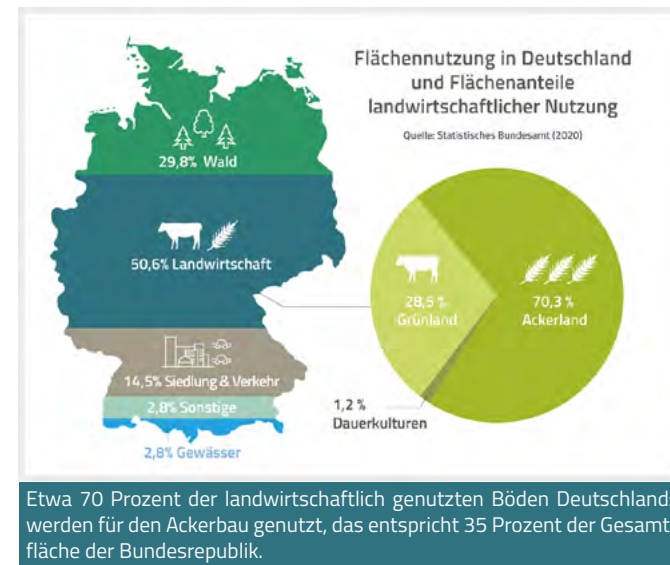 Flächennutzung in Deutschland
und Flächenanteile
landwirtschaftlicher Nutzung
Quelle: Statistisches Bundesamt (2020)
29,8% Wald
50,6% Landwirtschaft
14,5% Siedlung & Verkehr
2,8% Sonstige
2,8% Gewässer
28,5 %
Grünland
70,3 %
Ackerland
1,2 %
Dauerkulturen
Etwa 70 Prozent der landwirtschaftlich genutzten Böden Deutschland
werden für den Ackerbau genutzt, das entspricht 35 Prozent der Gesamt
fläche der Bundesrepublik.